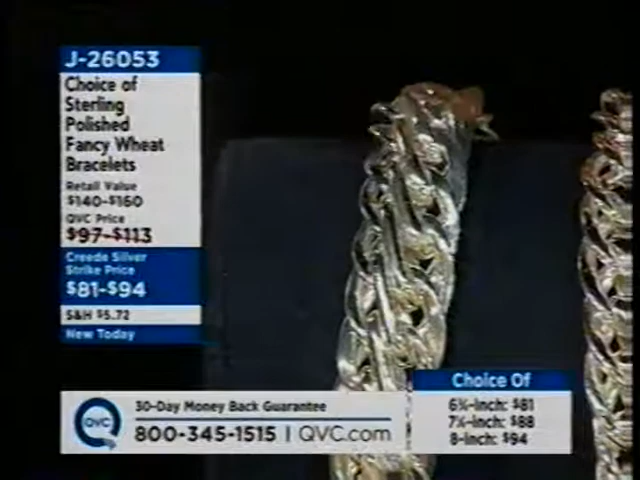 J-26053
Choice of
Sterling
Polished
Fancy Wheat
Bracelets
Retail Value
$140-$160
QVC Price
$97-$113
Creede Silver
Strike Price
$81-$94
S&H $5.72
New Today
QVC
30-Day Money Back Guarantee
800-345-1515 | QVC.com
Choice Of
6¾-inch: $81
7¼-inch: $88
8-inch: $94